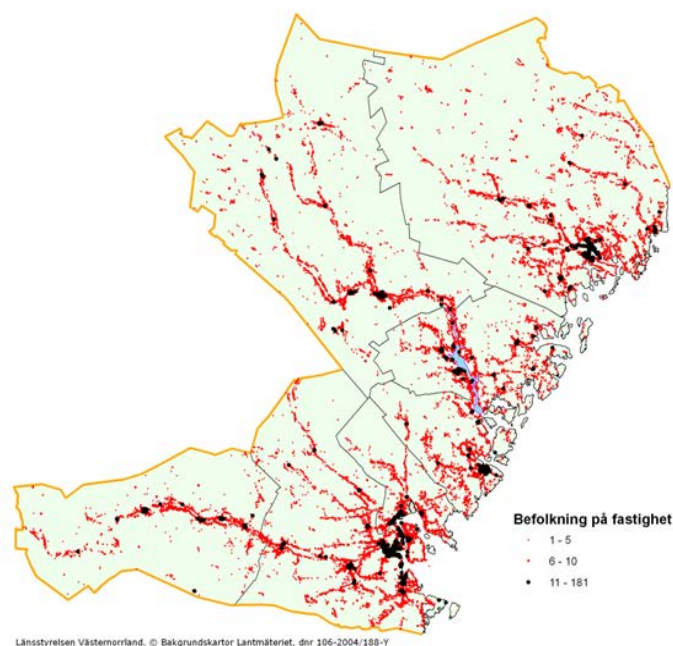 Befolkning på fastighet
1 - 5
6 - 10
11 - 181
Länsstyrelsen Västernorrland. © Bakgrundskartor Lantmäteriet, dnr 106-2004/188-Y